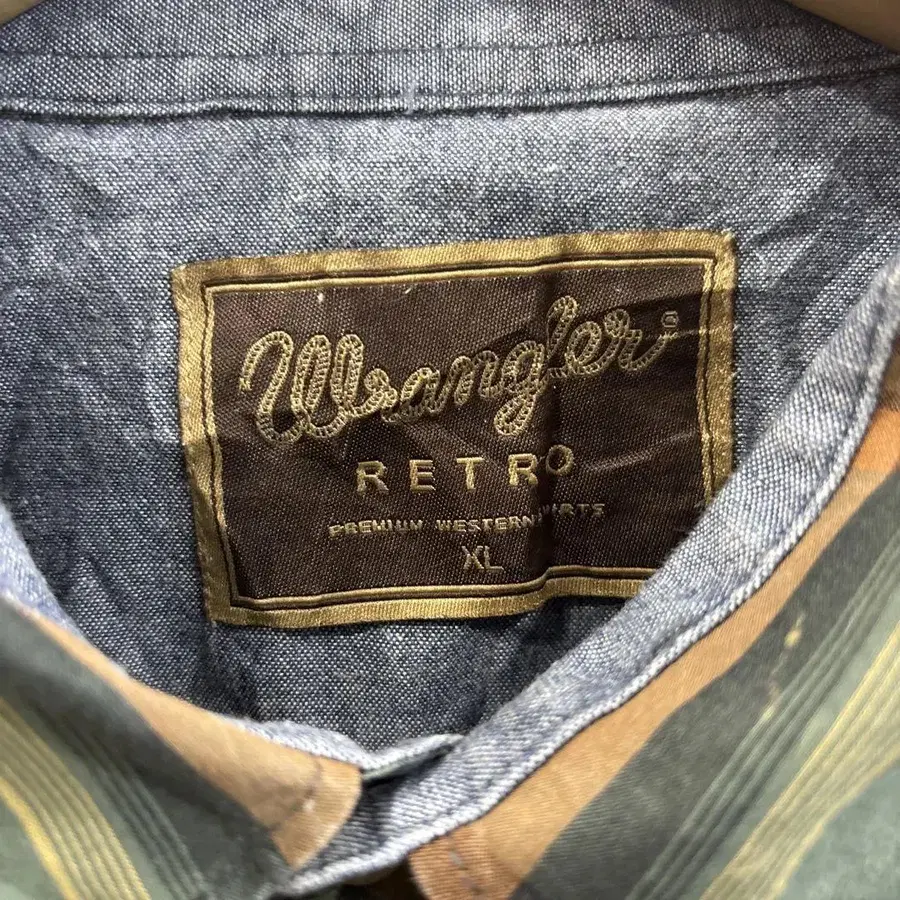 Wrangler®
RETRO
PREMIUM WESTERN SHIRTS
XL